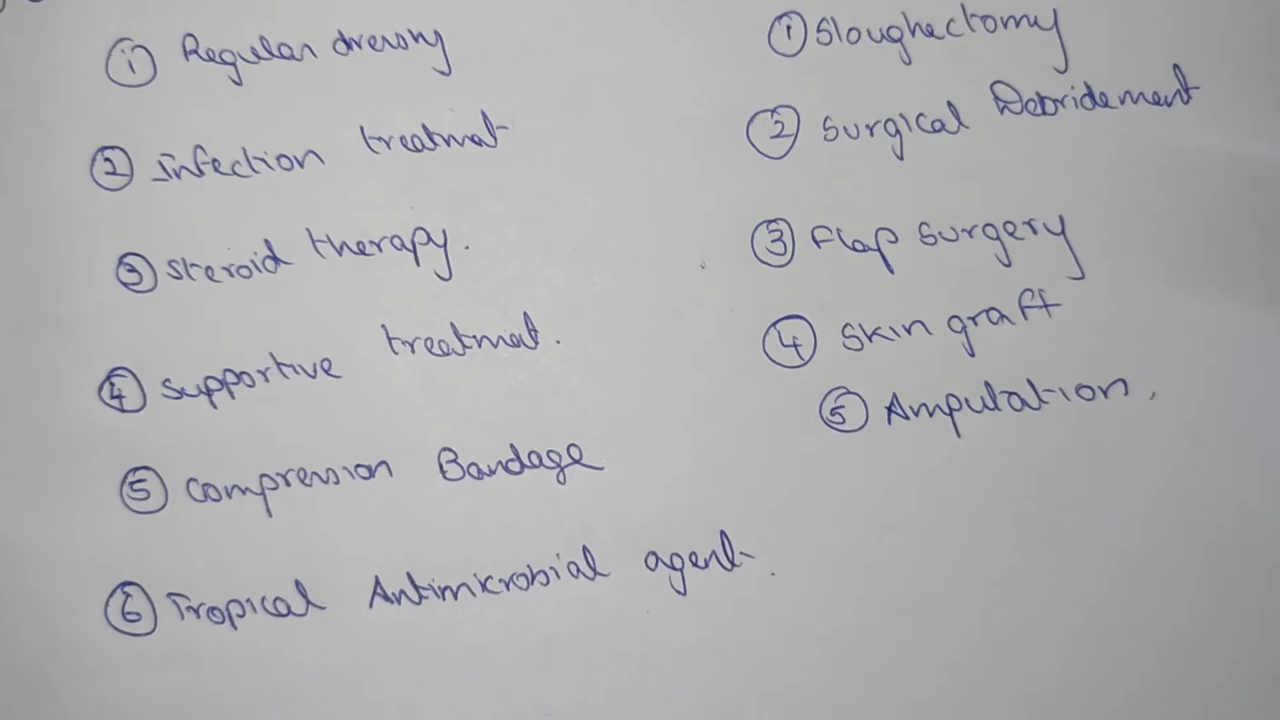 ① Regular dressing
② Infection treatmet
③ Steroid therapy.
④ Supportive treatmet.
⑤ Compression Bandage
⑥ Tropical Antimicrobial agent.
① Sloughectomy
② Surgical Debridement
③ Flap surgery
④ Skin graft
⑤ Amputation,